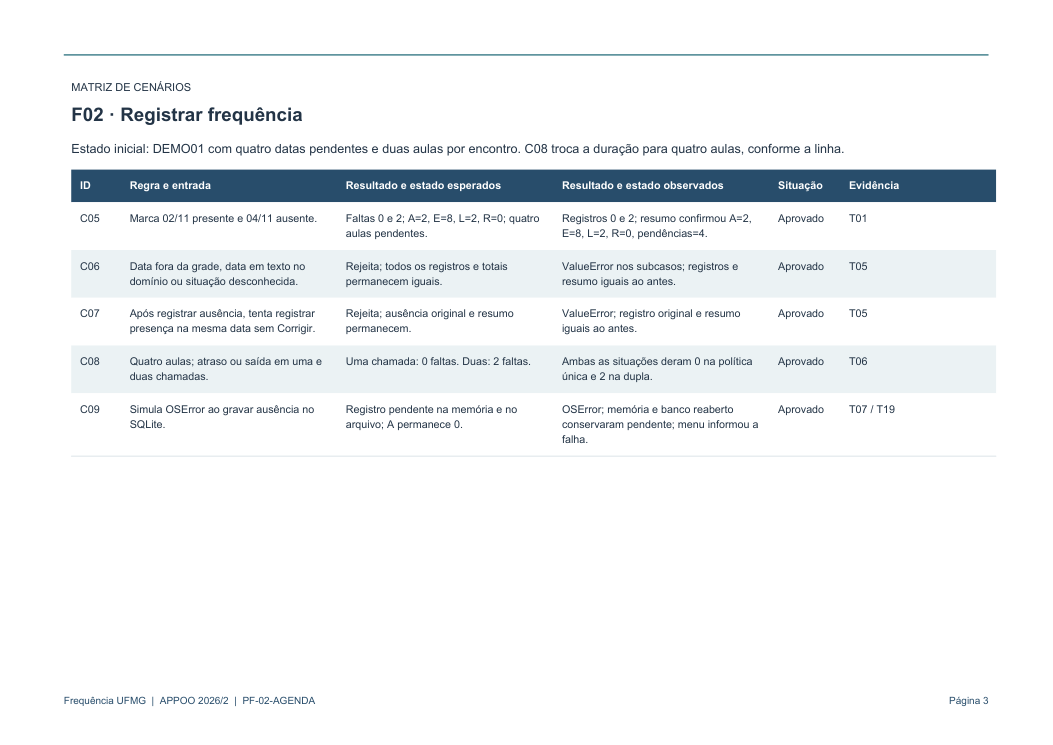 MATRIZ DE CENÁRIOS
F02 · Registrar frequência
Estado inicial: DEMO01 com quatro datas pendentes e duas aulas por encontro. C08 troca a duração para quatro aulas, conforme a linha.
ID Regra e entrada Resultado e estado esperados Resultado e estado observados Situação Evidência
C05 Marca 02/11 presente e 04/11 ausente. Faltas 0 e 2; A=2, E=8, L=2, R=0; quatro Registros 0 e 2; resumo confirmou A=2, Aprovado T01
aulas pendentes. E=8, L=2, R=0, pendências=4.
C06 Data fora da grade, data em texto no Rejeita; todos os registros e totais ValueError nos subcasos; registros e Aprovado T05
domínio ou situação desconhecida. permanecem iguais. resumo iguais ao antes.
C07 Após registrar ausência, tenta registrar Rejeita; ausência original e resumo ValueError; registro original e resumo Aprovado T05
presença na mesma data sem Corrigir. permanecem. iguais ao antes.
C08 Quatro aulas; atraso ou saída em uma e Uma chamada: 0 faltas. Duas: 2 faltas. Ambas as situações deram 0 na política Aprovado T06
duas chamadas. única e 2 na dupla.
C09 Simula OSError ao gravar ausência no Registro pendente na memória e no OSError; memória e banco reaberto Aprovado T07 / T19
SQLite. arquivo; A permanece 0. conservaram pendente; menu informou a
falha.
Frequência UFMG | APPOO 2026/2 | PF-02-AGENDA Página 3